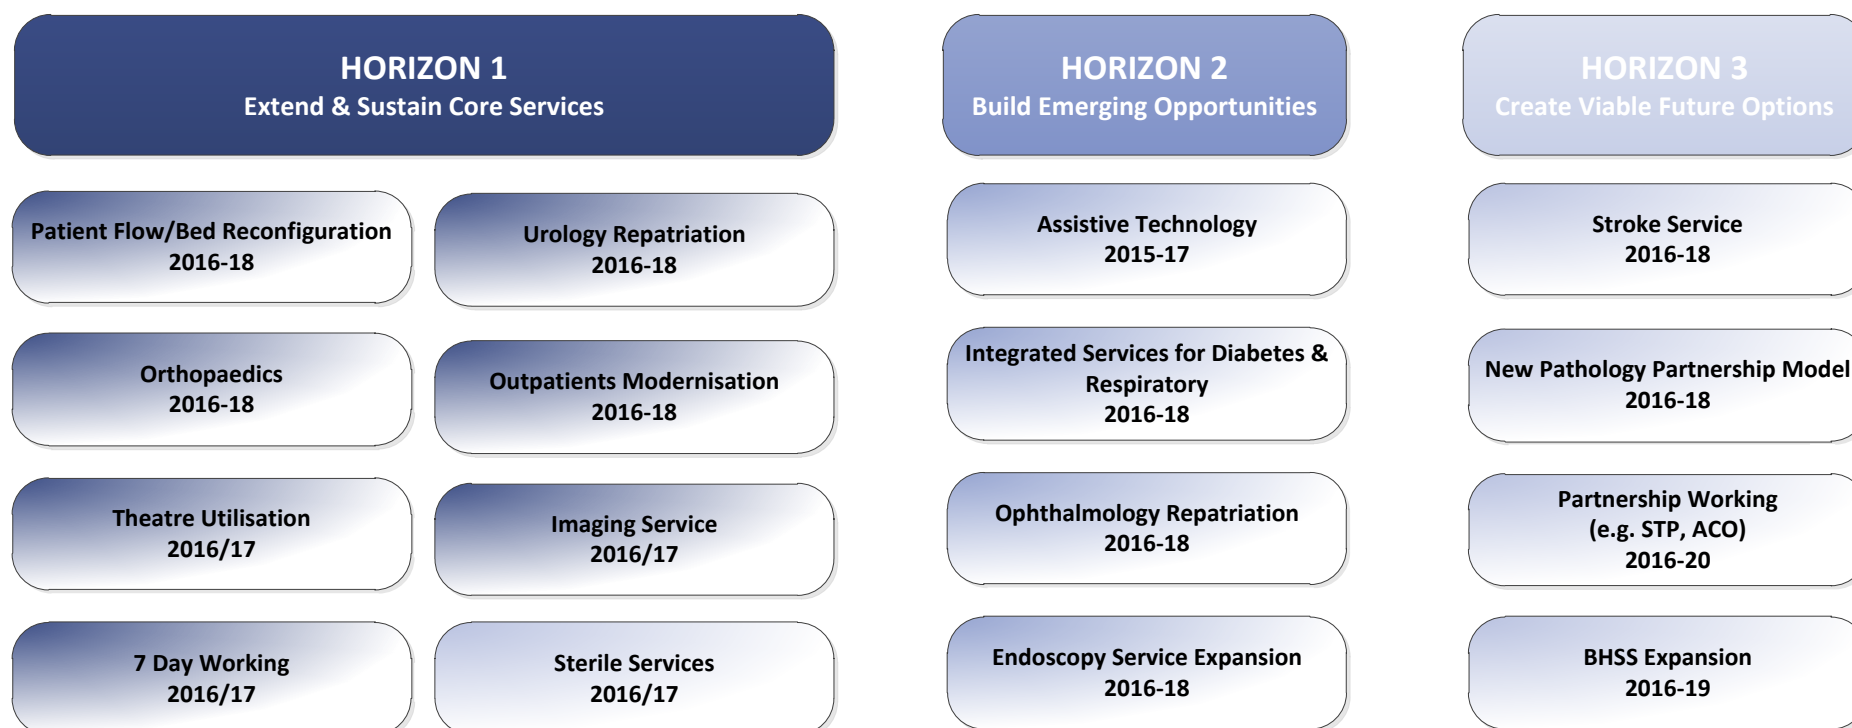 HORIZON 1
Extend & Sustain Core Services
Patient Flow/Bed Reconfiguration
2016-18
Urology Repatriation
2016-18
Orthopaedics
2016-18
Outpatients Modernisation
2016-18
Theatre Utilisation
2016/17
Imaging Service
2016/17
7 Day Working
2016/17
Sterile Services
2016/17
HORIZON 2
Build Emerging Opportunities
Assistive Technology
2015-17
Integrated Services for Diabetes &
Respiratory
2016-18
Ophthalmology Repatriation
2016-18
Endoscopy Service Expansion
2016-18
HORIZON 3
Create Viable Future Options
Stroke Service
2016-18
New Pathology Partnership Model
2016-18
Partnership Working
(e.g. STP, ACO)
2016-20
BHSS Expansion
2016-19